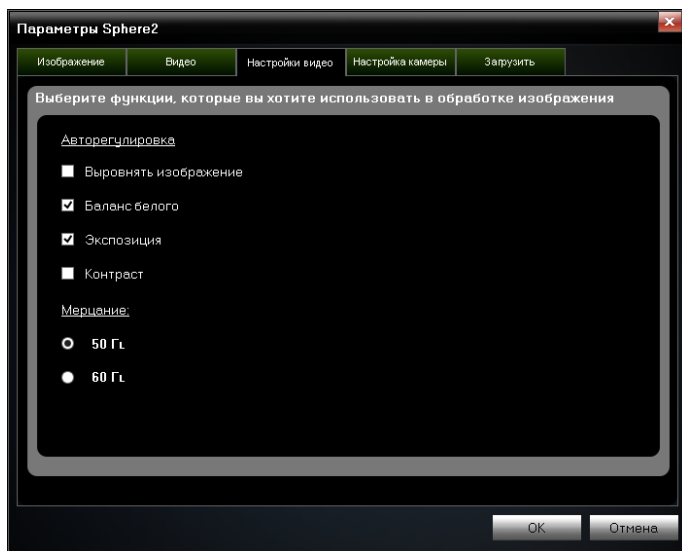 Параметры Sphere2
Изображение Видео Настройки видео Настройка камеры Загрузить
Выберите функции, которые вы хотите использовать в обработке изображения
Авторегулировка
Выровнять изображение
Баланс белого
Экспозиция
Контраст
Мерцание:
50 Гц
60 Гц
OK Отмена